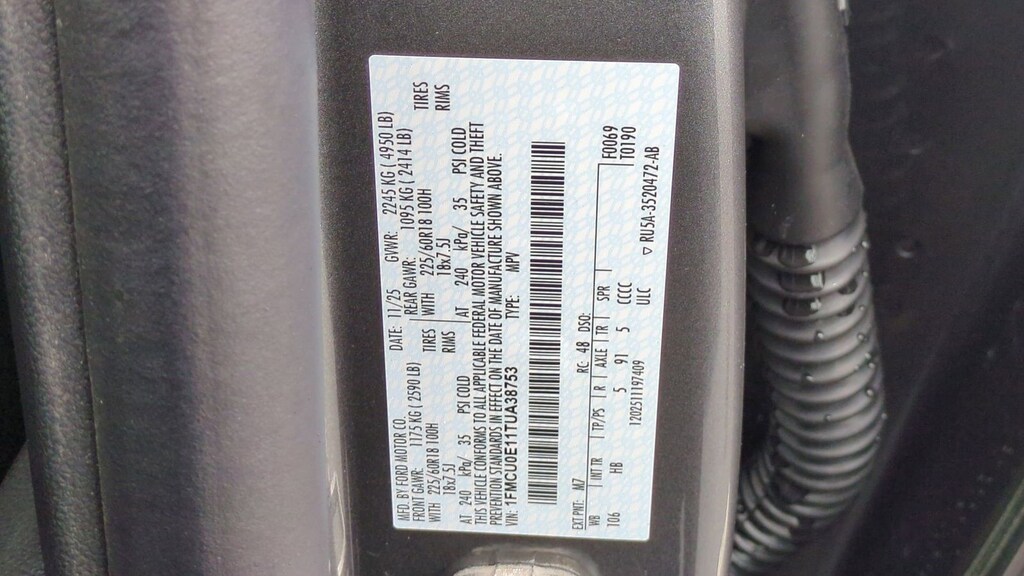 MFD. BY FORD MOTOR CO.
DATE: 11/25 GVWR: 2245 KG ( 4950 LB)
FRONT GAWR: 1175 KG ( 2590 LB) REAR GAWR: 1095 KG ( 2414 LB)
WITH 225/60R18 100H TIRES WITH 225/60R18 100H TIRES
18x7.5J RIMS 18x7.5J RIMS
AT 240 kPa/ 35 PSI COLD AT 240 kPa/ 35 PSI COLD
THIS VEHICLE CONFORMS TO ALL APPLICABLE FEDERAL MOTOR VEHICLE SAFETY AND THEFT
PREVENTION STANDARDS IN EFFECT ON THE DATE OF MANUFACTURE SHOWN ABOVE.
VIN: 1FMCU0E11TUA38753 TYPE: MPV
EXT PNT: M7 RC: 48 DSO: F0069
WB INT TR TP/PS R AXLE TR SPR T0190
106 HB 5 91 5 CCCC
12025111197409 ULC ▽ RU5A-3520472-AB